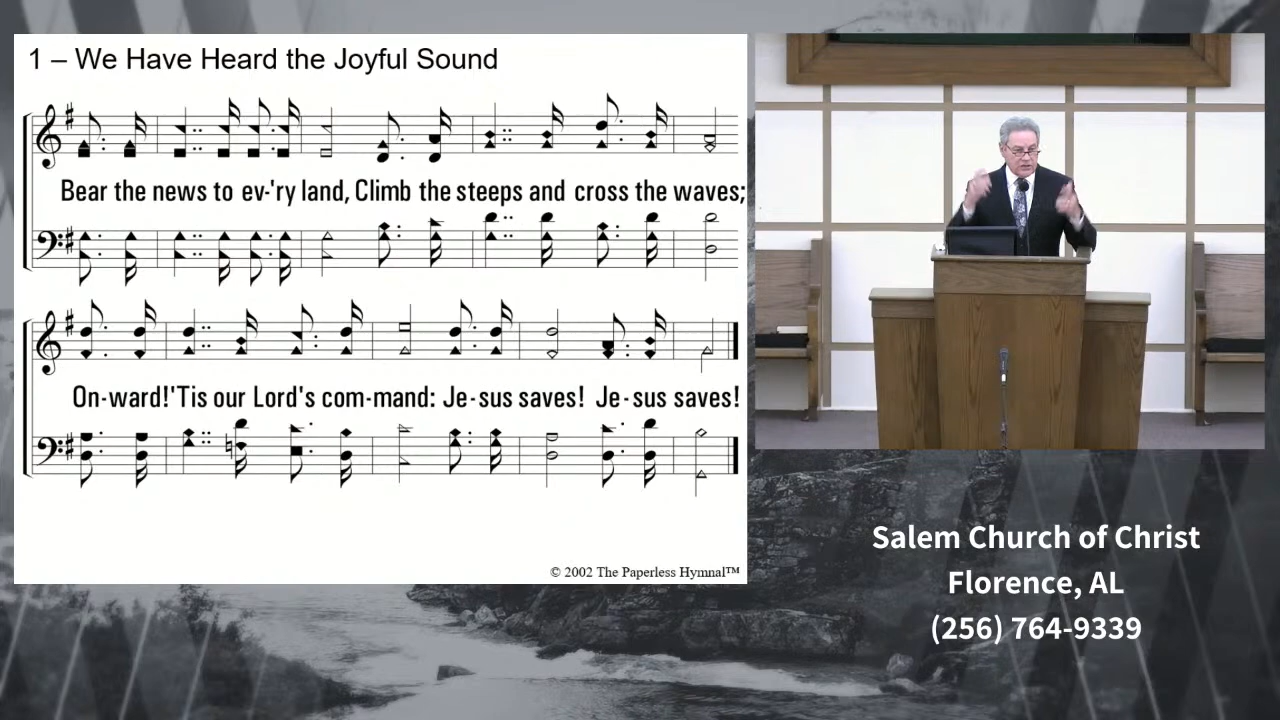 1 – We Have Heard the Joyful Sound
Bear the news to ev-'ry land, Climb the steeps and cross the waves;
On-ward!'Tis our Lord's com-mand: Je-sus saves! Je-sus saves!
© 2002 The Paperless Hymnal™
Salem Church of Christ
Florence, AL
(256) 764-9339